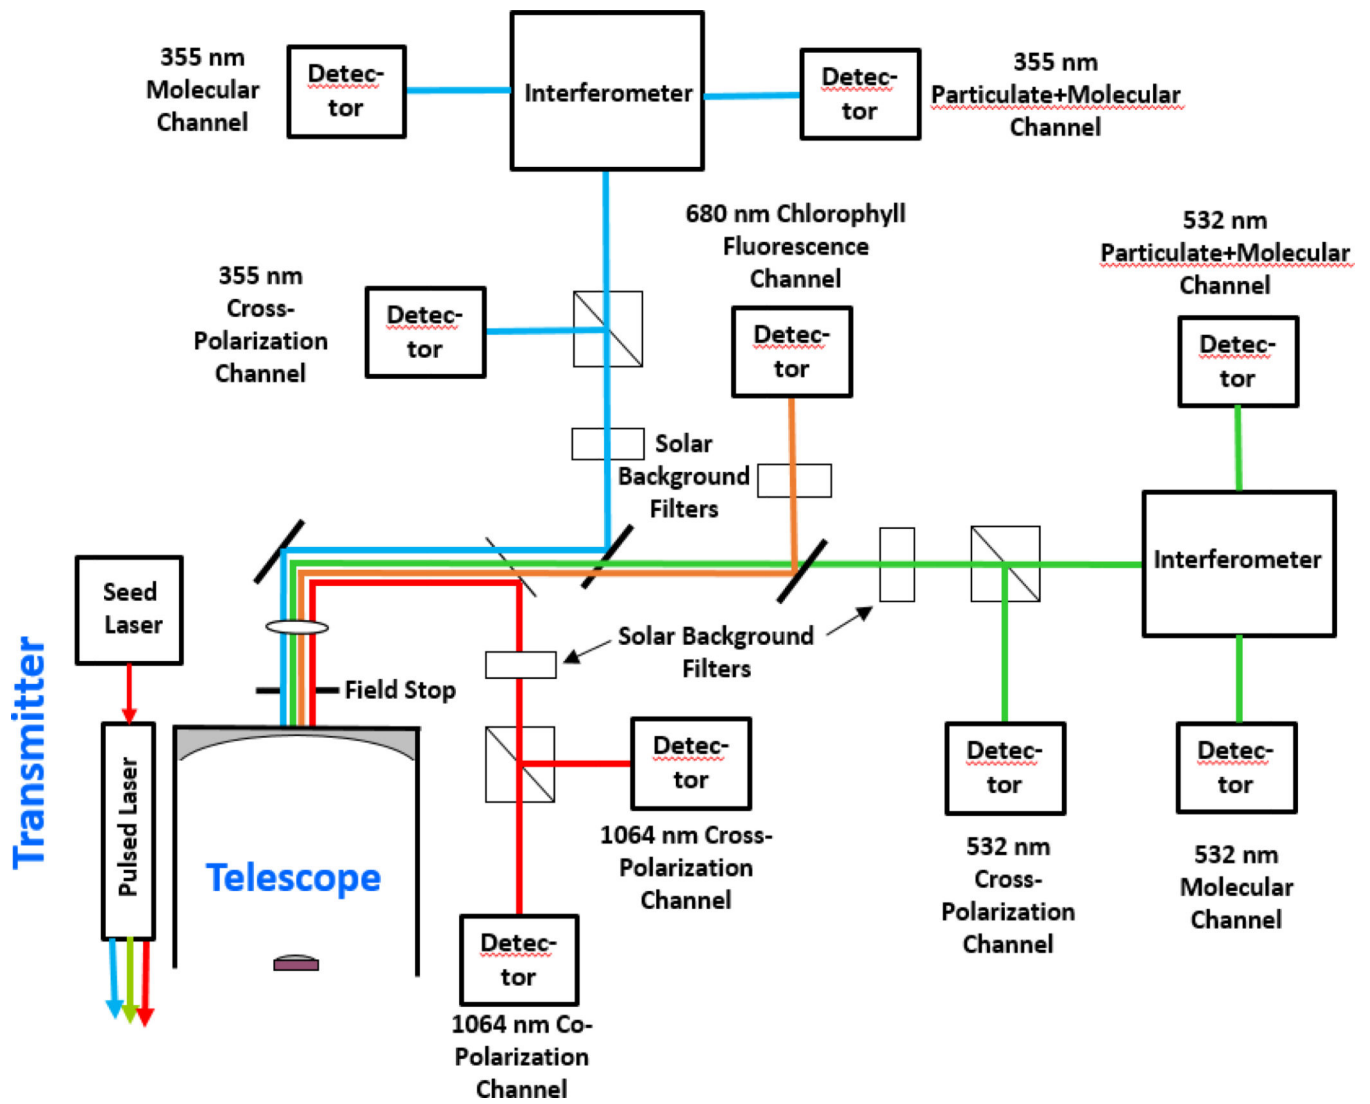 355 nm
Molecular
Channel
Detec-
tor
Interferometer
Detec-
tor
355 nm
Particulate+Molecular
Channel
680 nm Chlorophyll
Fluorescence
Channel
532 nm
Particulate+Molecular
Channel
355 nm
Cross-
Polarization
Channel
Detec-
tor
Detec-
tor
Detec-
tor
Solar
Background
Filters
Interferometer
Seed
Laser
Solar Background
Filters
Field Stop
Transmitter
Pulsed Laser
Telescope
Detec-
tor
1064 nm Cross-
Polarization
Channel
Detec-
tor
532 nm
Cross-
Polarization
Channel
Detec-
tor
532 nm
Molecular
Channel
Detec-
tor
1064 nm Co-
Polarization
Channel